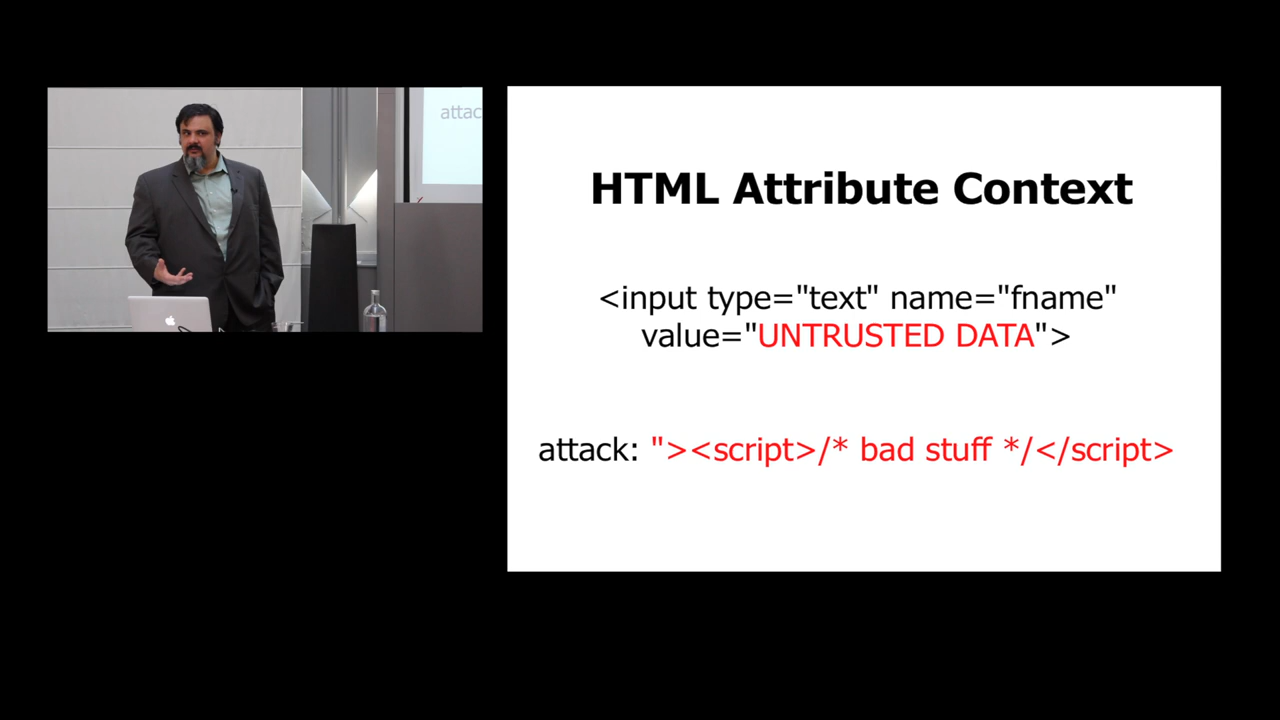 attac
HTML Attribute Context
<input type="text" name="fname"
value="UNTRUSTED DATA">
attack: "><script>/* bad stuff */</script>